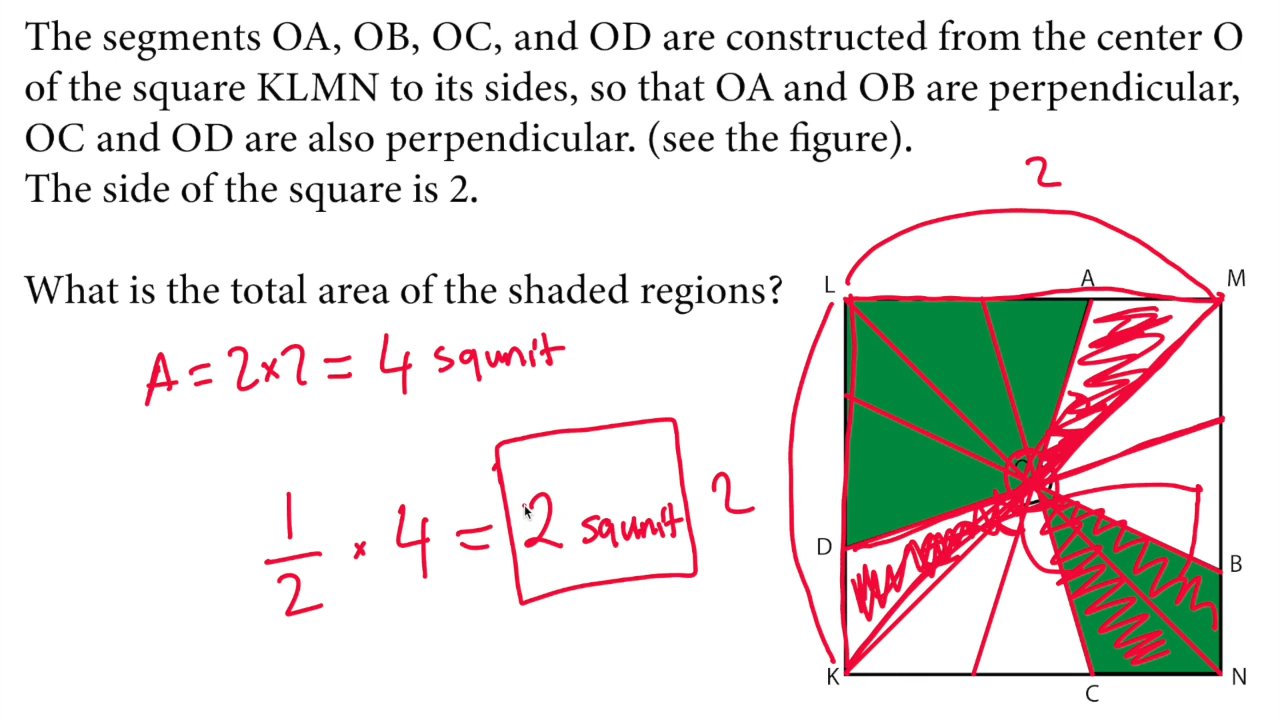 The segments OA, OB, OC, and OD are constructed from the center O
of the square KLMN to its sides, so that OA and OB are perpendicular,
OC and OD are also perpendicular. (see the figure).
The side of the square is 2.
What is the total area of the shaded regions?
2
L
A
M
A = 2×2 = 4 squnit
1/2 × 4 = 2 squnit
2
D
B
K
C
N